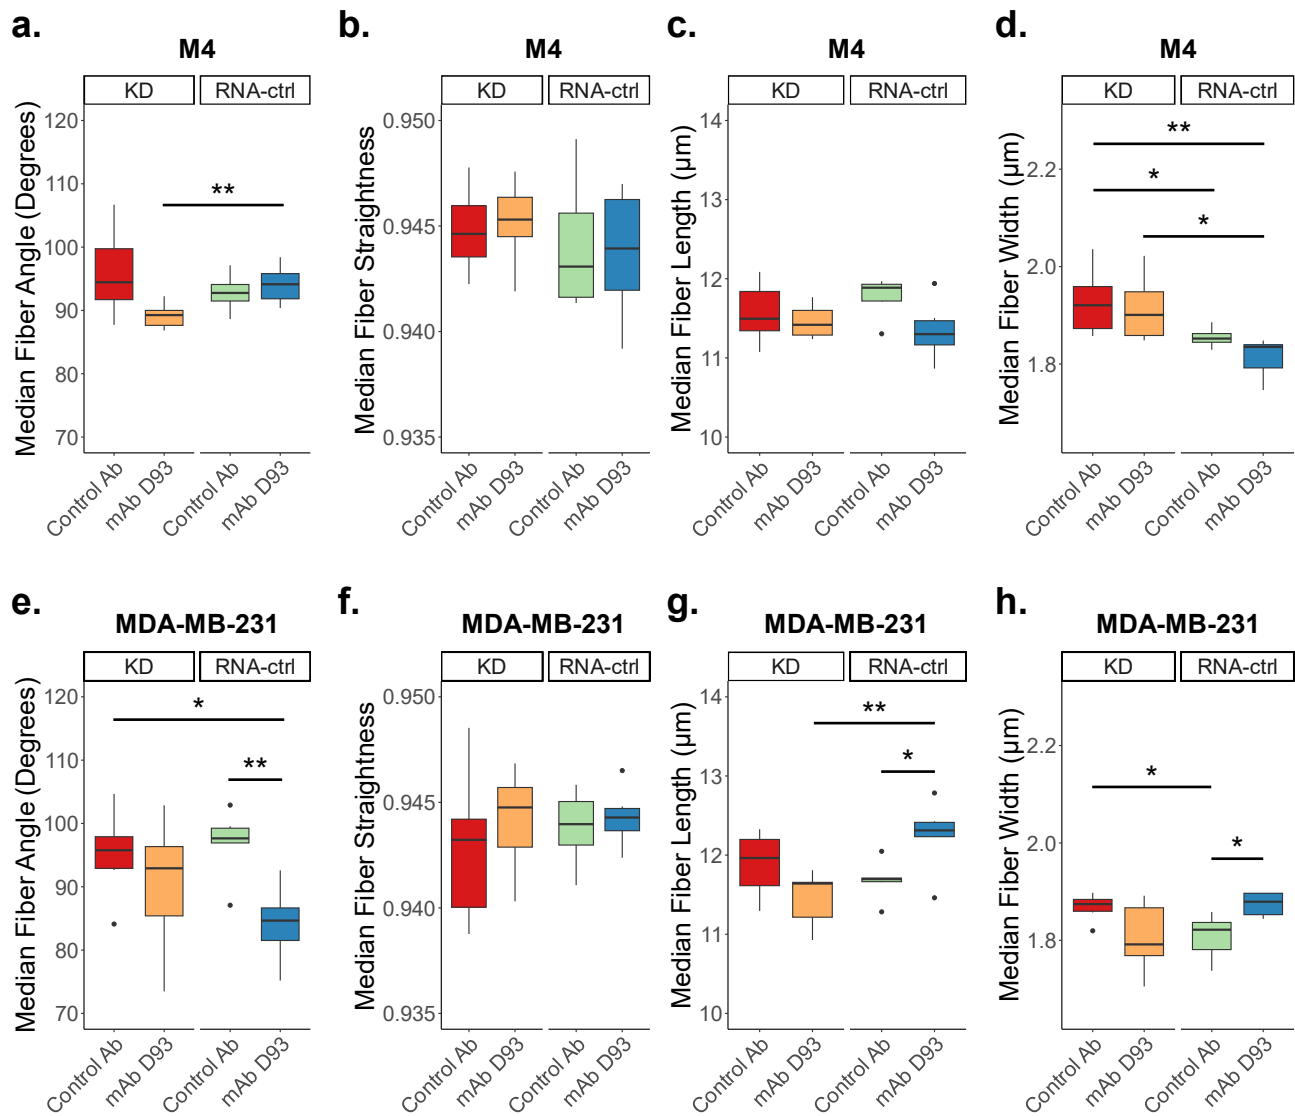 a.
M4
KD
RNA-ctrl
Median Fiber Angle (Degrees)
120
110
100
90
80
70
**
Control Ab
mAb D93
Control Ab
mAb D93
b.
M4
KD
RNA-ctrl
Median Fiber Straightness
0.950
0.945
0.940
0.935
Control Ab
mAb D93
Control Ab
mAb D93
c.
M4
KD
RNA-ctrl
Median Fiber Length (µm)
14
13
12
11
10
Control Ab
mAb D93
Control Ab
mAb D93
d.
M4
KD
RNA-ctrl
Median Fiber Width (µm)
2.2
2.0
1.8
**
*
*
Control Ab
mAb D93
Control Ab
mAb D93
e.
MDA-MB-231
KD
RNA-ctrl
Median Fiber Angle (Degrees)
120
110
100
90
80
70
*
**
Control Ab
mAb D93
Control Ab
mAb D93
f.
MDA-MB-231
KD
RNA-ctrl
Median Fiber Straightness
0.950
0.945
0.940
0.935
Control Ab
mAb D93
Control Ab
mAb D93
g.
MDA-MB-231
KD
RNA-ctrl
Median Fiber Length (µm)
14
13
12
11
10
**
*
Control Ab
mAb D93
Control Ab
mAb D93
h.
MDA-MB-231
KD
RNA-ctrl
Median Fiber Width (µm)
2.2
2.0
1.8
*
*
Control Ab
mAb D93
Control Ab
mAb D93